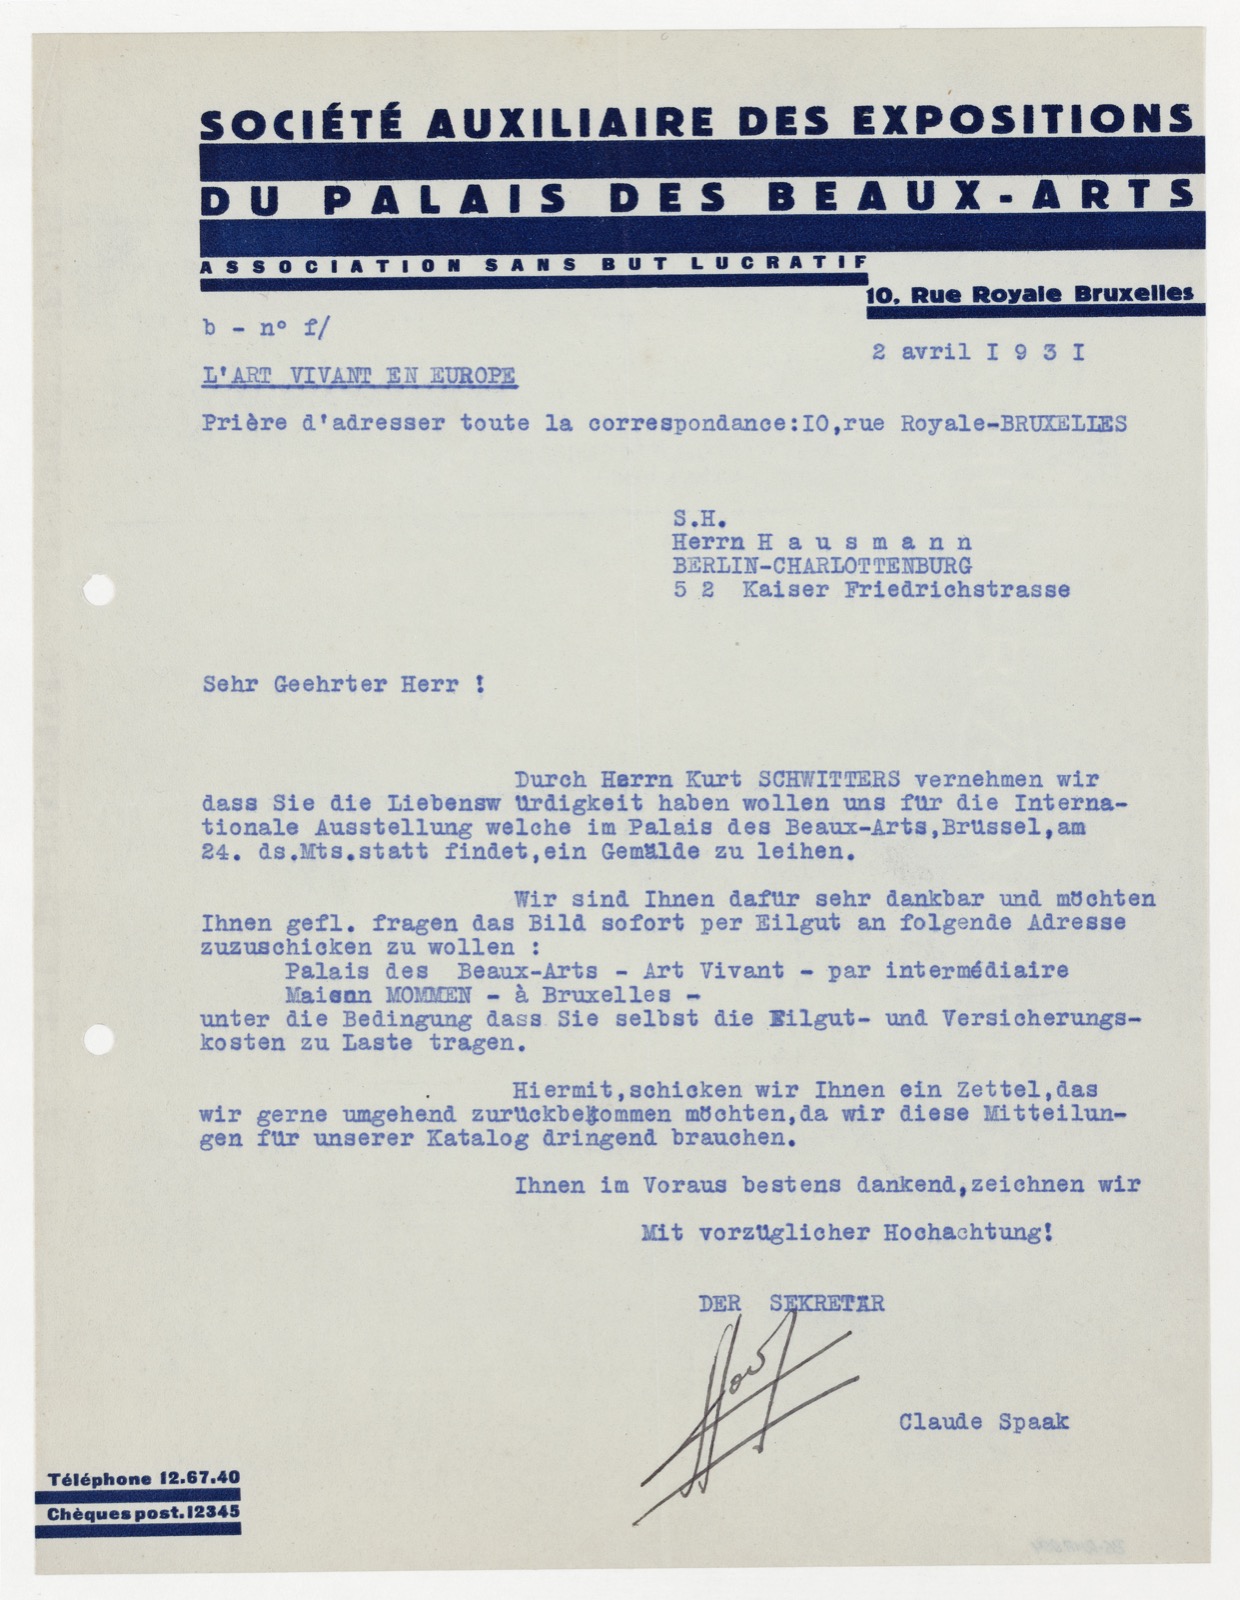 SOCIÉTÉ AUXILIAIRE DES EXPOSITIONS
DU PALAIS DES BEAUX-ARTS
ASSOCIATION SANS BUT LUCRATIF
10, Rue Royale Bruxelles
b - n° f/
2 avril I 9 3 I
L'ART VIVANT EN EUROPE
Prière d'adresser toute la correspondance:IO,rue Royale-BRUXELLES
S.H.
Herrn H a u s m a n n
BERLIN-CHARLOTTENBURG
5 2 Kaiser Friedrichstrasse
Sehr Geehrter Herr !
Durch Herrn Kurt SCHWITTERS vernehmen wir
dass Sie die Liebensw ürdigkeit haben wollen uns für die Interna-
tionale Ausstellung welche im Palais des Beaux-Arts,Brüssel,am
24. ds.Mts.statt findet,ein Gemälde zu leihen.
Wir sind Ihnen dafür sehr dankbar und möchten
Ihnen gefl. fragen das Bild sofort per Eilgut an folgende Adresse
zuzuschicken zu wollen :
Palais des Beaux-Arts - Art Vivant - par intermédiaire
Maison MOMMEN - à Bruxelles -
unter die Bedingung dass Sie selbst die Eilgut- und Versicherungs-
kosten zu Laste tragen.
Hiermit,schicken wir Ihnen ein Zettel,das
wir gerne umgehend zurückbekommen möchten,da wir diese Mitteilun-
gen für unserer Katalog dringend brauchen.
Ihnen im Voraus bestens dankend,zeichnen wir
Mit vorzüglicher Hochachtung!
DER SEKRETÄR
Claude Spaak
Téléphone 12.67.40
Chèques post.12345